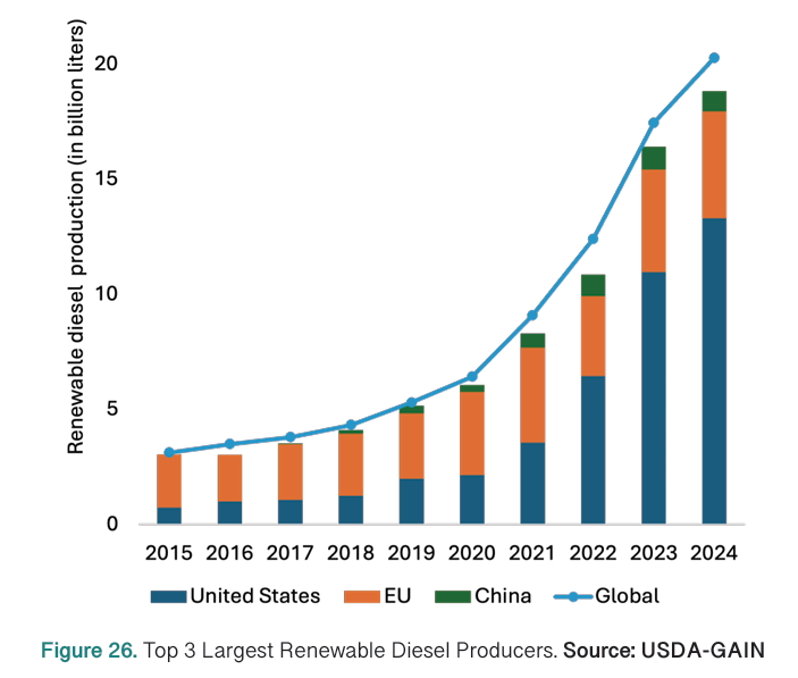 Renewable diesel production (in billion liters)
20
15
10
5
0
2015 2016 2017 2018 2019 2020 2021 2022 2023 2024
United States EU China Global
Figure 26. Top 3 Largest Renewable Diesel Producers. Source: USDA-GAIN